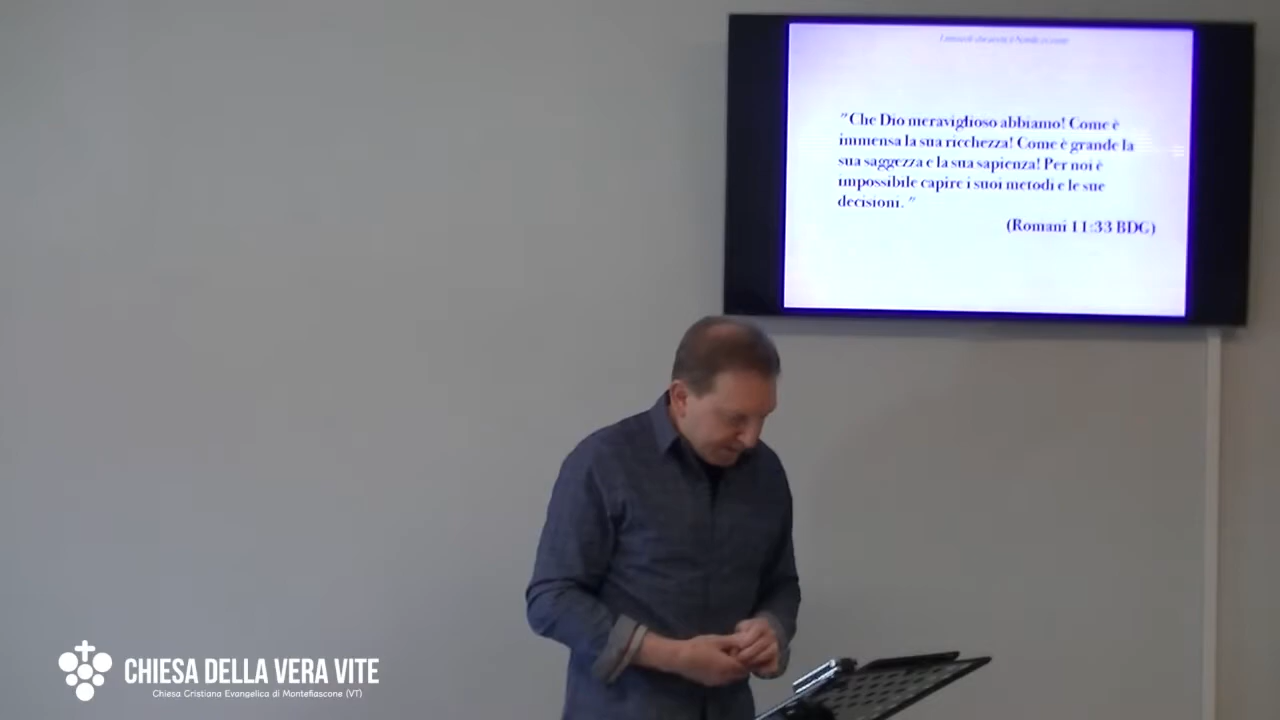 "Che Dio meraviglioso abbiamo! Come è
immensa la sua ricchezza! Come è grande la
sua saggezza e la sua sapienza! Per noi è
impossibile capire i suoi metodi e le sue
decisioni. "
(Romani 11:33 BDG)
CHIESA DELLA VERA VITE
Chiesa Cristiana Evangelica di Montefiascone (VT)